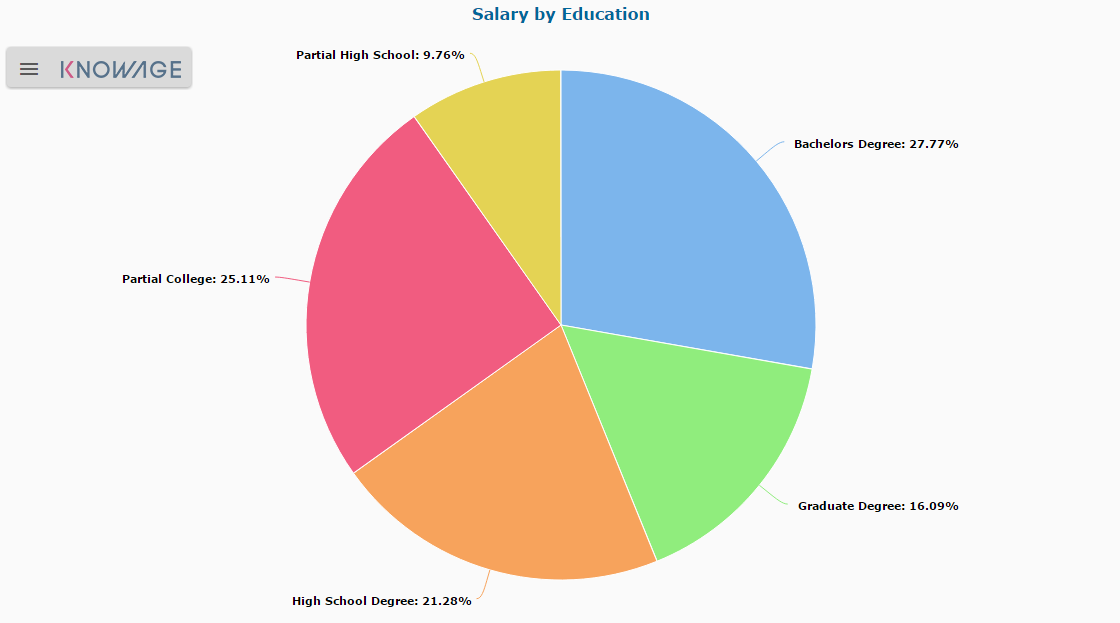 Salary by Education
KNOWAGE
Partial High School: 9.76%
Bachelors Degree: 27.77%
Partial College: 25.11%
Graduate Degree: 16.09%
High School Degree: 21.28%